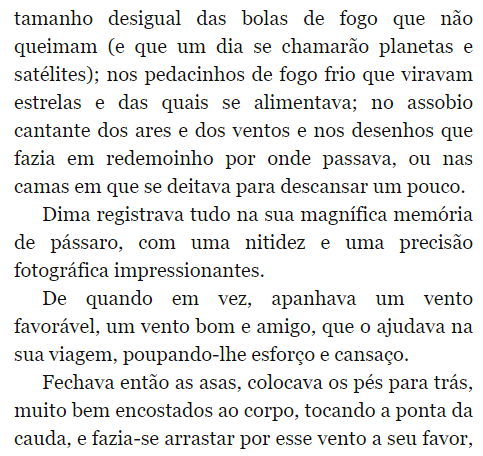 tamanho desigual das bolas de fogo que não
queimam (e que um dia se chamarão planetas e
satélites); nos pedacinhos de fogo frio que viravam
estrelas e das quais se alimentava; no assobio
cantante dos ares e dos ventos e nos desenhos que
fazia em redemoinho por onde passava, ou nas
camas em que se deitava para descansar um pouco.
Dima registrava tudo na sua magnífica memória
de pássaro, com uma nitidez e uma precisão
fotográfica impressionantes.
De quando em vez, apanhava um vento
favorável, um vento bom e amigo, que o ajudava na
sua viagem, poupando-lhe esforço e cansaço.
Fechava então as asas, colocava os pés para trás,
muito bem encostados ao corpo, tocando a ponta da
cauda, e fazia-se arrastar por esse vento a seu favor,